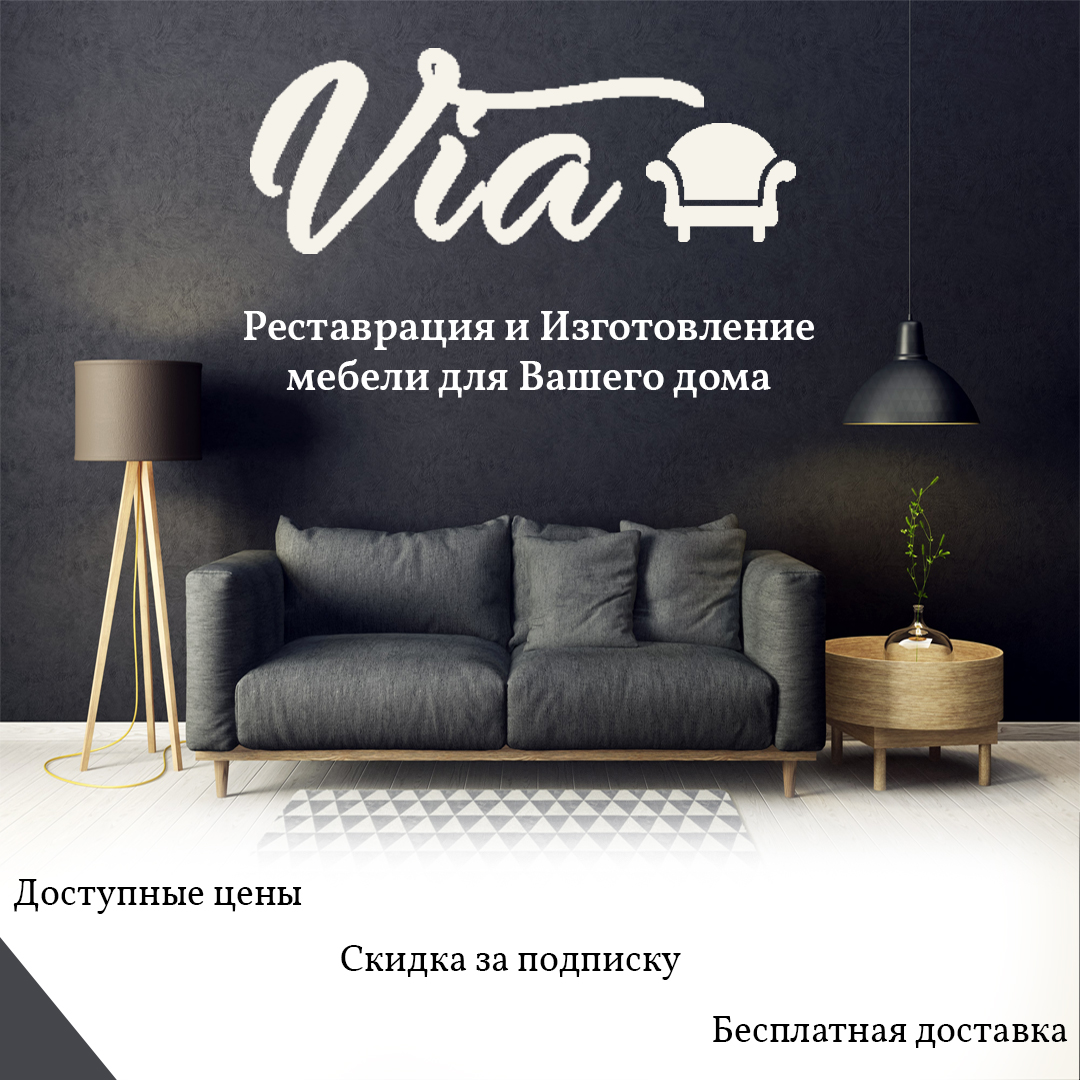 Via
Реставрация и Изготовление
мебели для Вашего дома
Доступные цены
Скидка за подписку
Бесплатная доставка